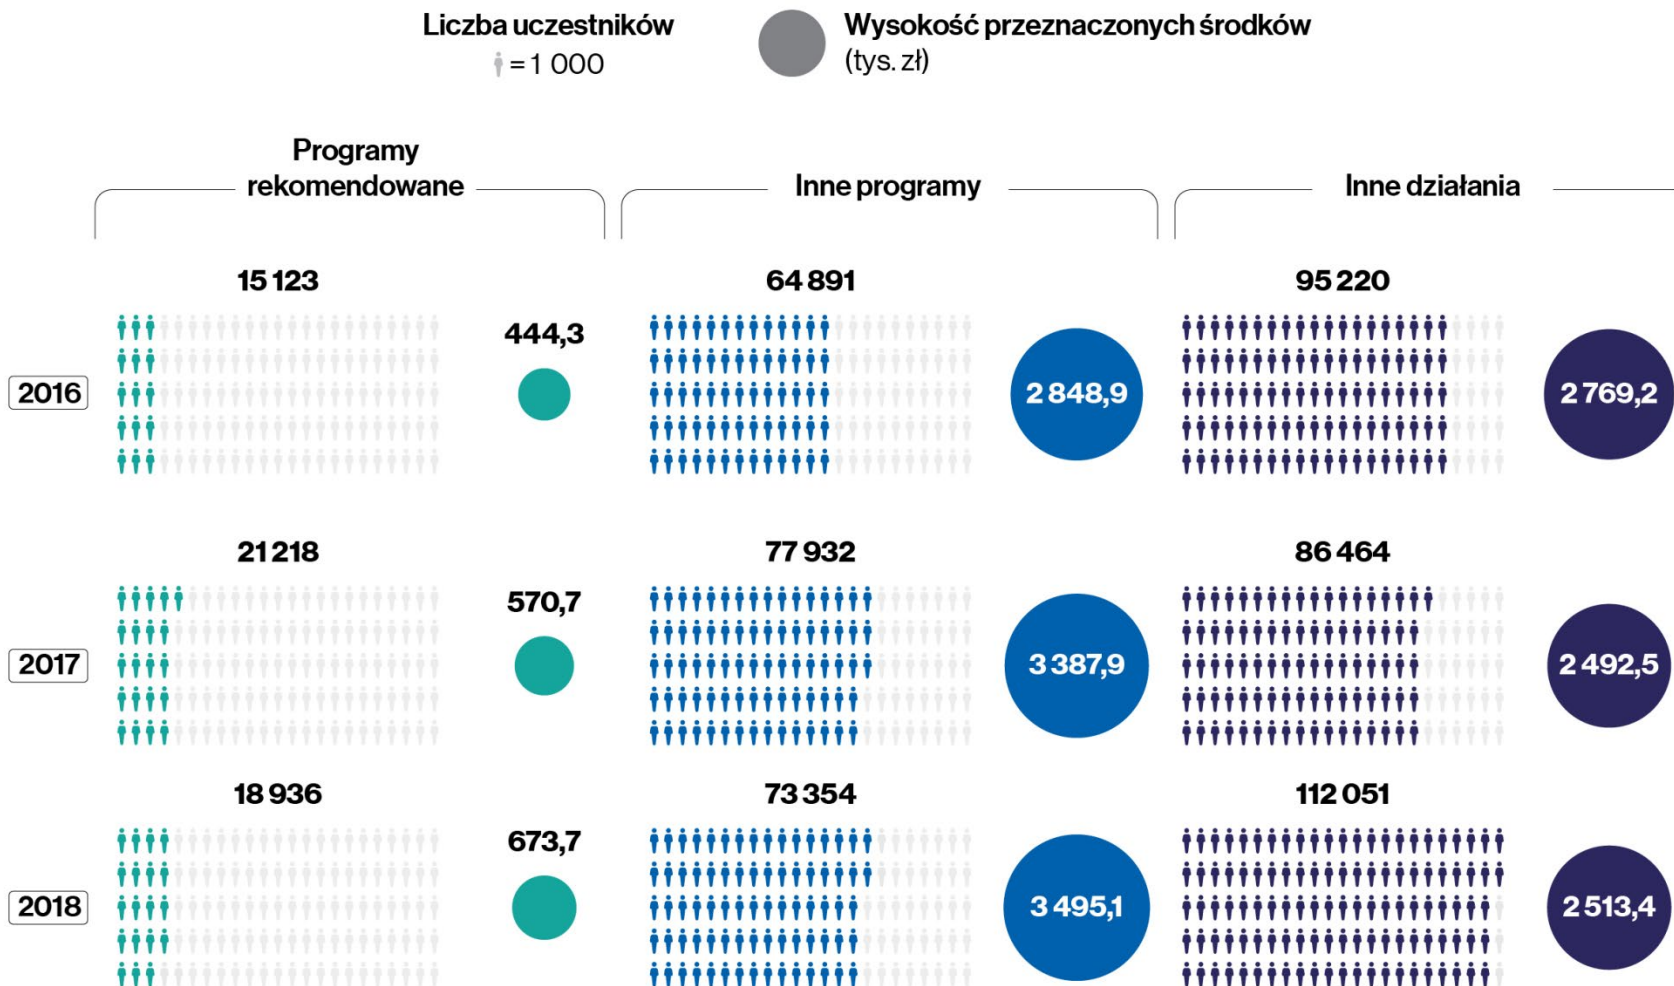 Liczba uczestników
= 1 000
Wysokość przeznaczonych środków
(tys. zł)
Programy
rekomendowane
Inne programy
Inne działania
2016
15 123
444,3
64 891
2 848,9
95 220
2 769,2
2017
21 218
570,7
77 932
3 387,9
86 464
2 492,5
2018
18 936
673,7
73 354
3 495,1
112 051
2 513,4